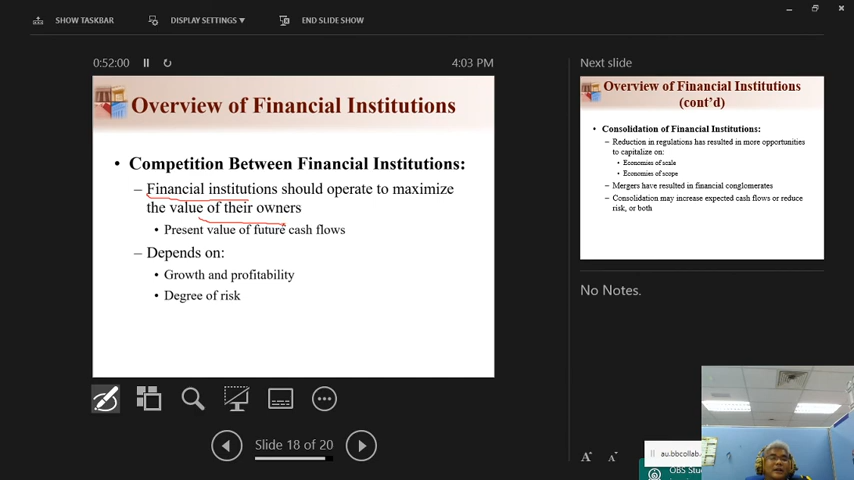 SHOW TASKBAR
DISPLAY SETTINGS ▼
END SLIDE SHOW
0:52:00
4:03 PM
Overview of Financial Institutions
• Competition Between Financial Institutions:
– Financial institutions should operate to maximize
the value of their owners
• Present value of future cash flows
– Depends on:
• Growth and profitability
• Degree of risk
Slide 18 of 20
Next slide
Overview of Financial Institutions
(cont'd)
• Consolidation of Financial Institutions:
– Reduction in regulations has resulted in more opportunities
to capitalize on:
• Economies of scale
• Economies of scope
– Mergers have resulted in financial conglomerates
– Consolidation may increase expected cash flows or reduce
risk, or both
No Notes.
A A
au.bbcollab.
OBS Stud